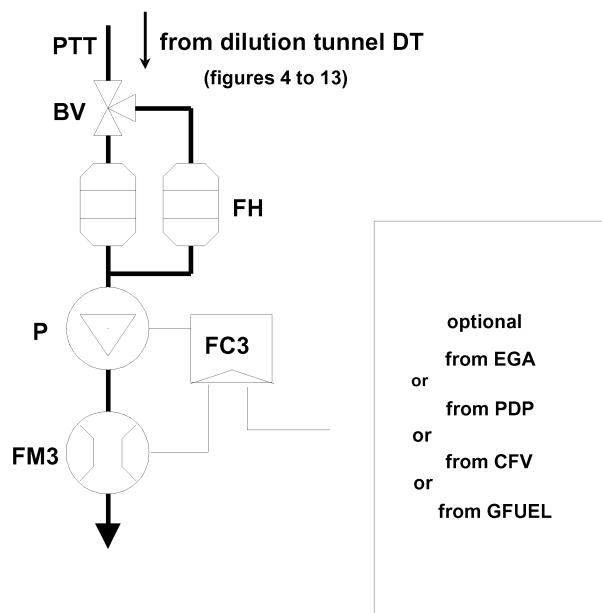 PTT
from dilution tunnel DT
(figures 4 to 13)
BV
FH
P
FC3
FM3
optional
from EGA
or
from PDP
or
from CFV
or
from GFUEL